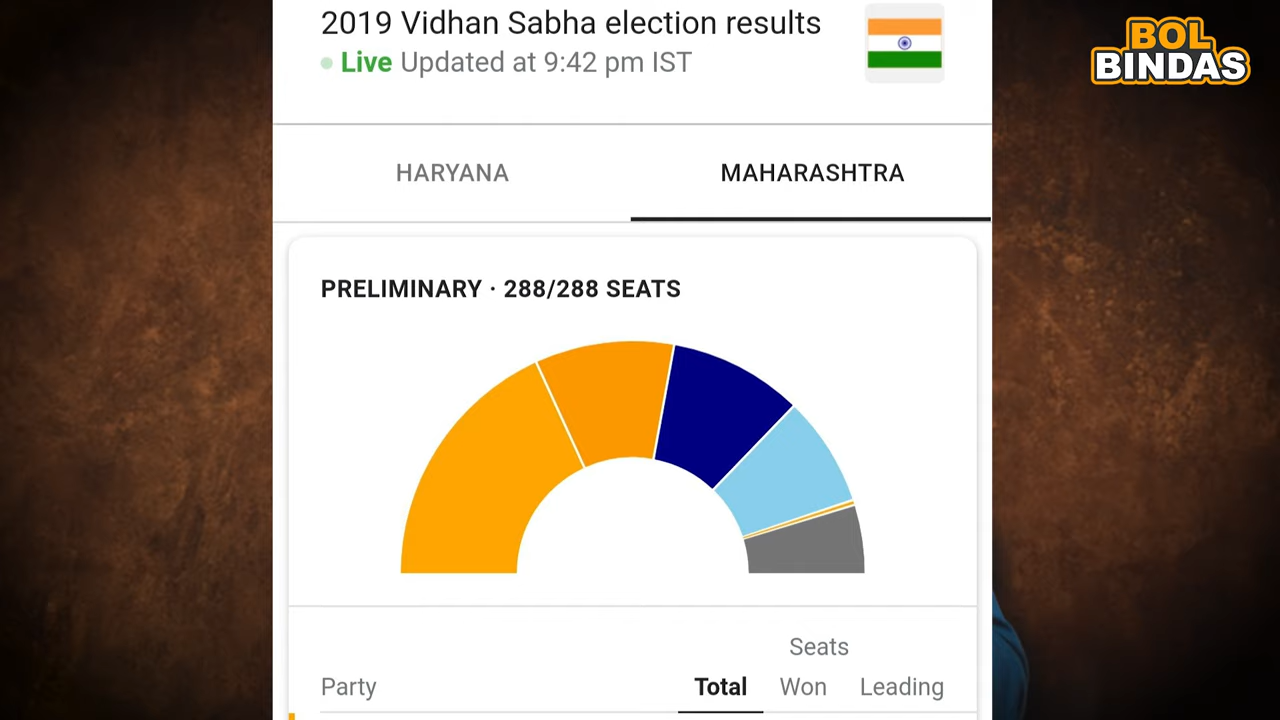 2019 Vidhan Sabha election results
Live Updated at 9:42 pm IST
BOL
BINDAS
HARYANA
MAHARASHTRA
PRELIMINARY · 288/288 SEATS
Seats
Party Total Won Leading